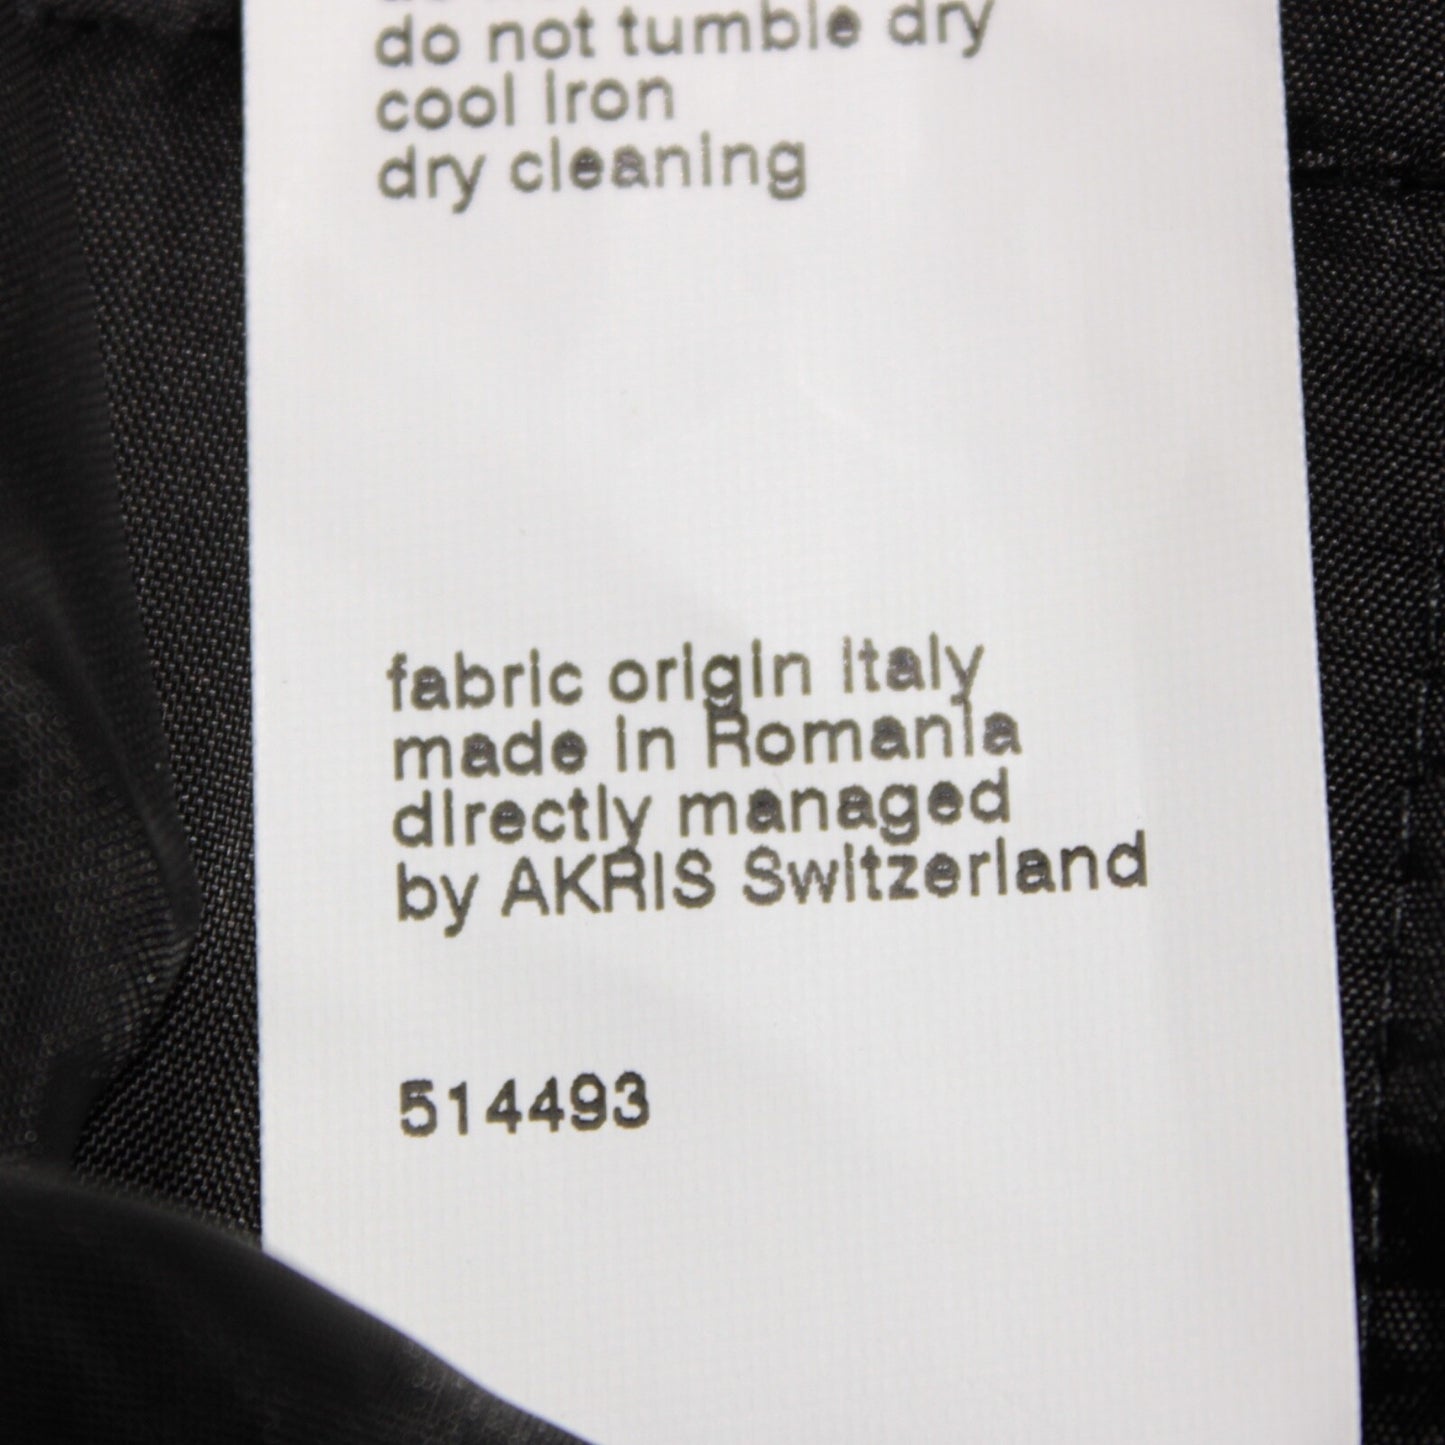 do not tumble dry
cool iron
dry cleaning
fabric origin Italy
made in Romania
directly managed
by AKRIS Switzerland
514493